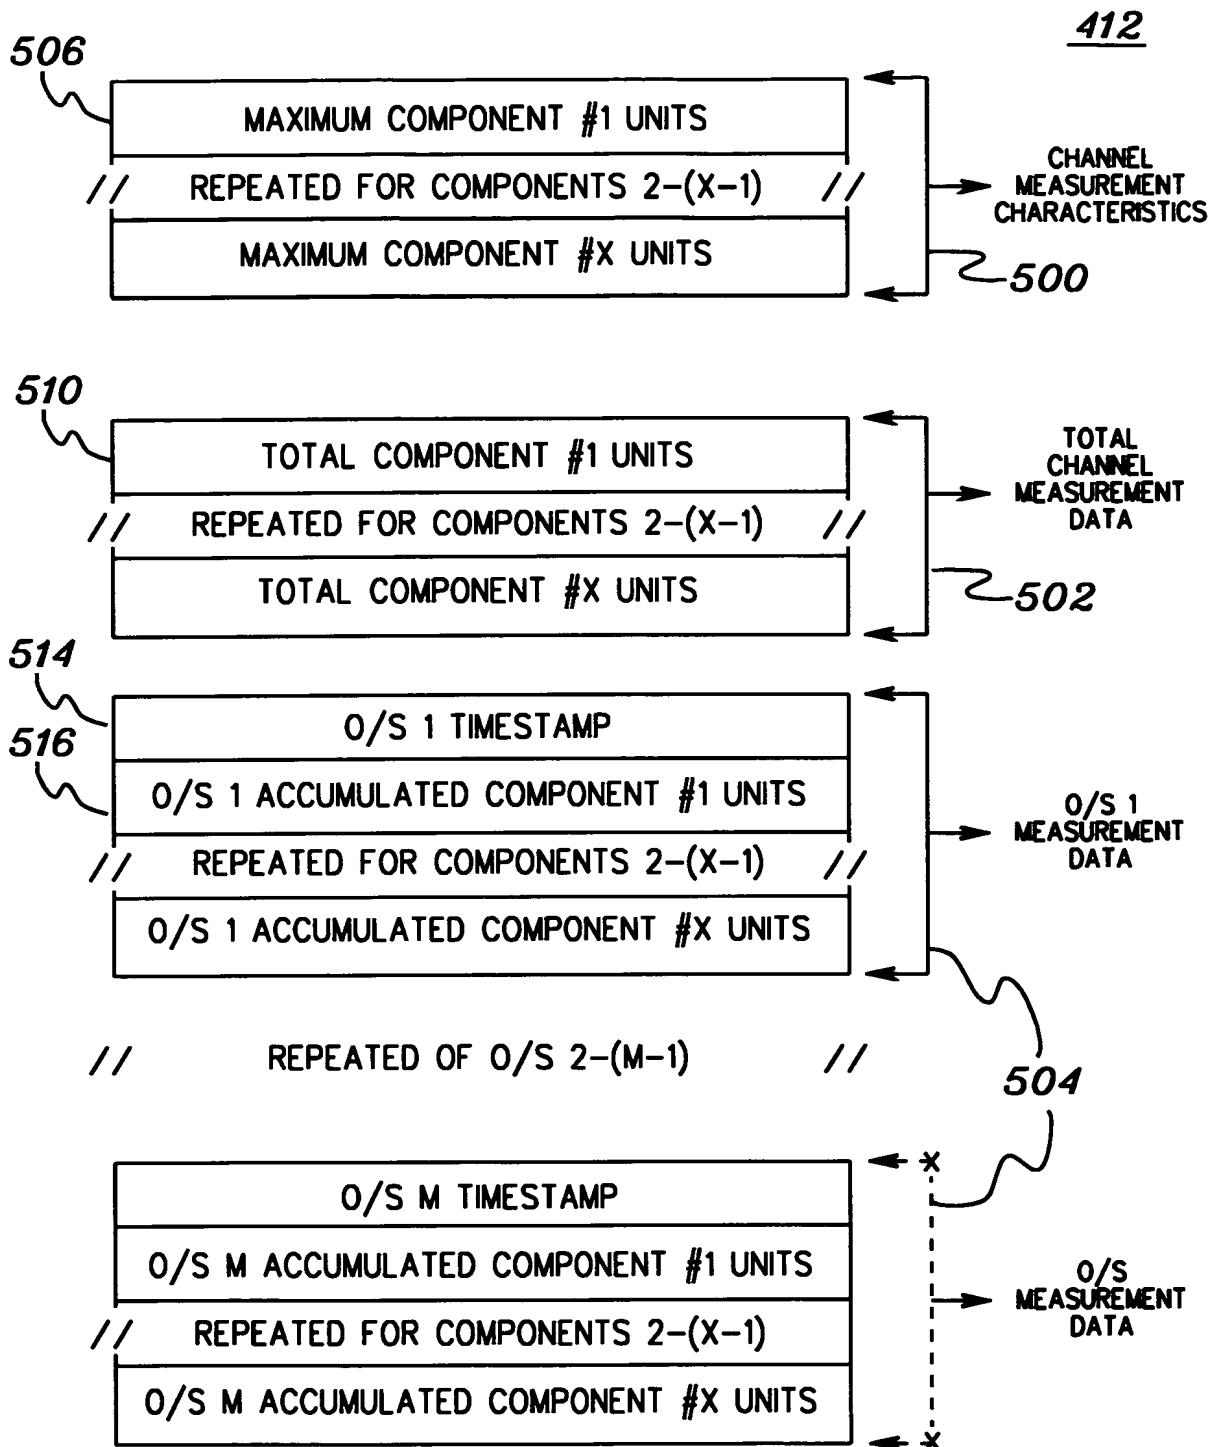 412
506
MAXIMUM COMPONENT #1 UNITS
// REPEATED FOR COMPONENTS 2-(X-1) //
MAXIMUM COMPONENT #X UNITS
CHANNEL
MEASUREMENT
CHARACTERISTICS
500
510
TOTAL COMPONENT #1 UNITS
// REPEATED FOR COMPONENTS 2-(X-1) //
TOTAL COMPONENT #X UNITS
TOTAL
CHANNEL
MEASUREMENT
DATA
502
514
O/S 1 TIMESTAMP
516
O/S 1 ACCUMULATED COMPONENT #1 UNITS
// REPEATED FOR COMPONENTS 2-(X-1) //
O/S 1 ACCUMULATED COMPONENT #X UNITS
O/S 1
MEASUREMENT
DATA
// REPEATED OF O/S 2-(M-1) //
504
O/S M TIMESTAMP
O/S M ACCUMULATED COMPONENT #1 UNITS
// REPEATED FOR COMPONENTS 2-(X-1)
O/S M ACCUMULATED COMPONENT #X UNITS
O/S
MEASUREMENT
DATA